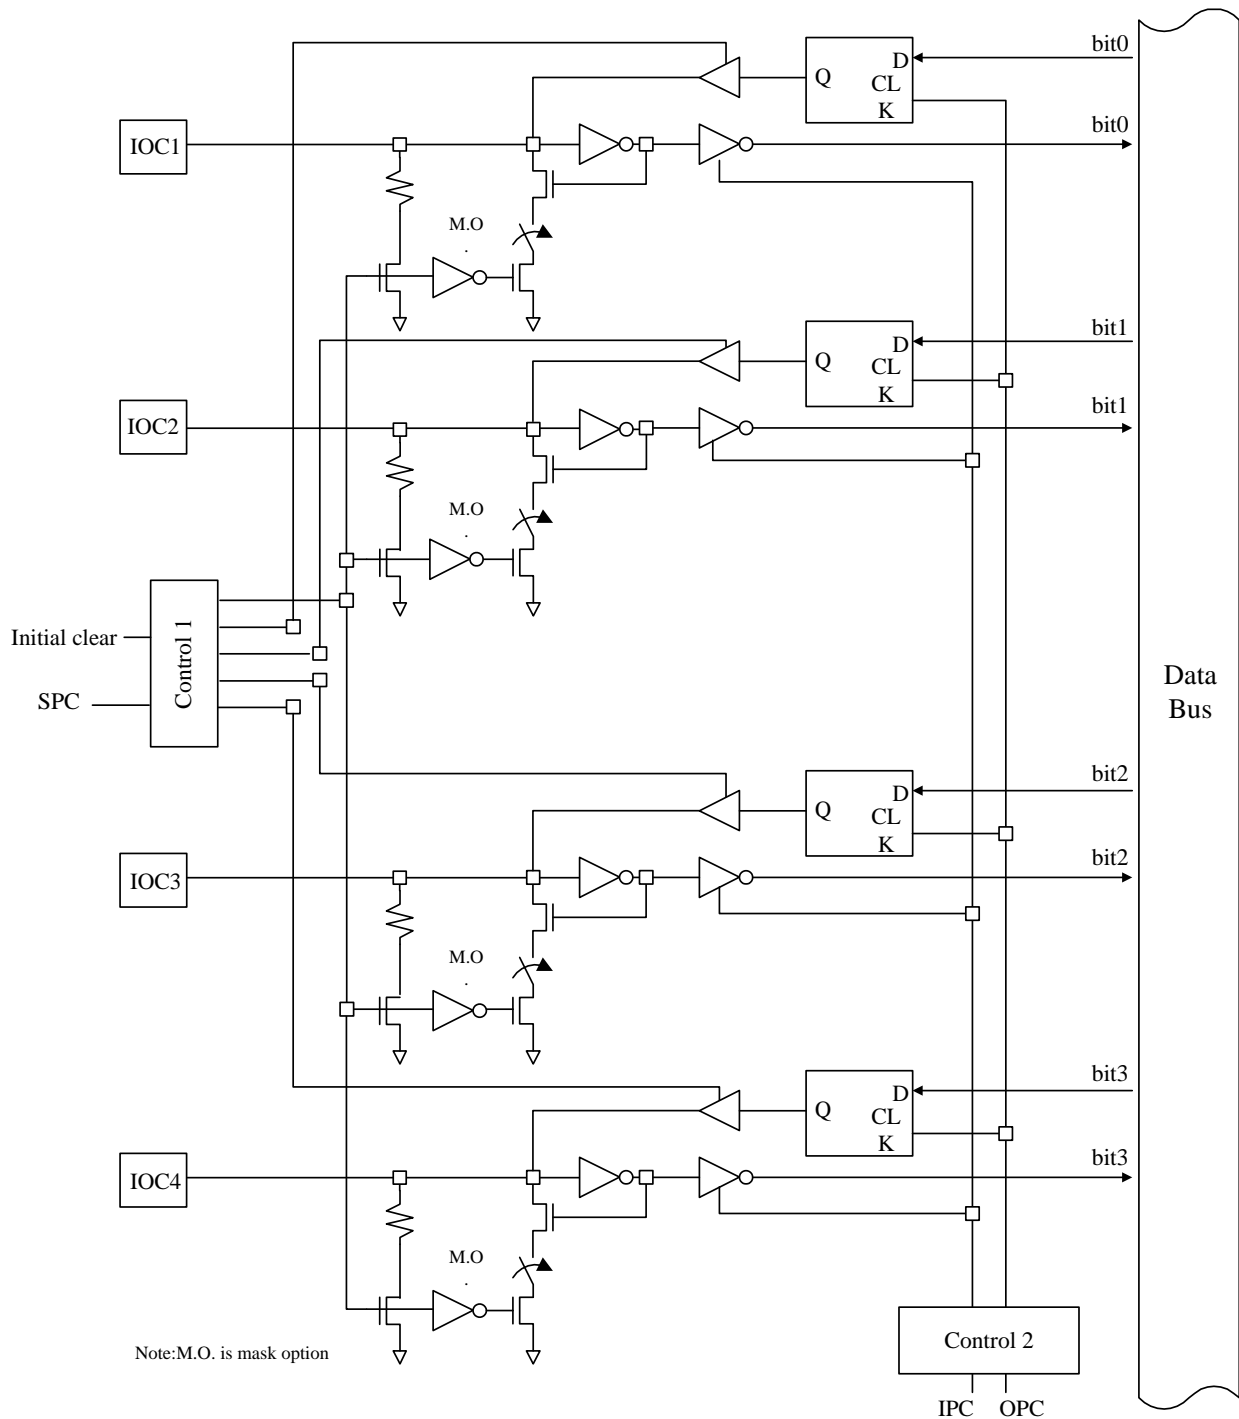 bit0
D
Q
CL
K
bit0
IOC1
M.O
.
bit1
D
Q
CL
K
bit1
IOC2
M.O
.
Control 1
Initial clear
SPC
Data
Bus
bit2
D
Q
CL
K
bit2
IOC3
M.O
.
bit3
D
Q
CL
K
bit3
IOC4
M.O
.
Note:M.O. is mask option
Control 2
IPC OPC